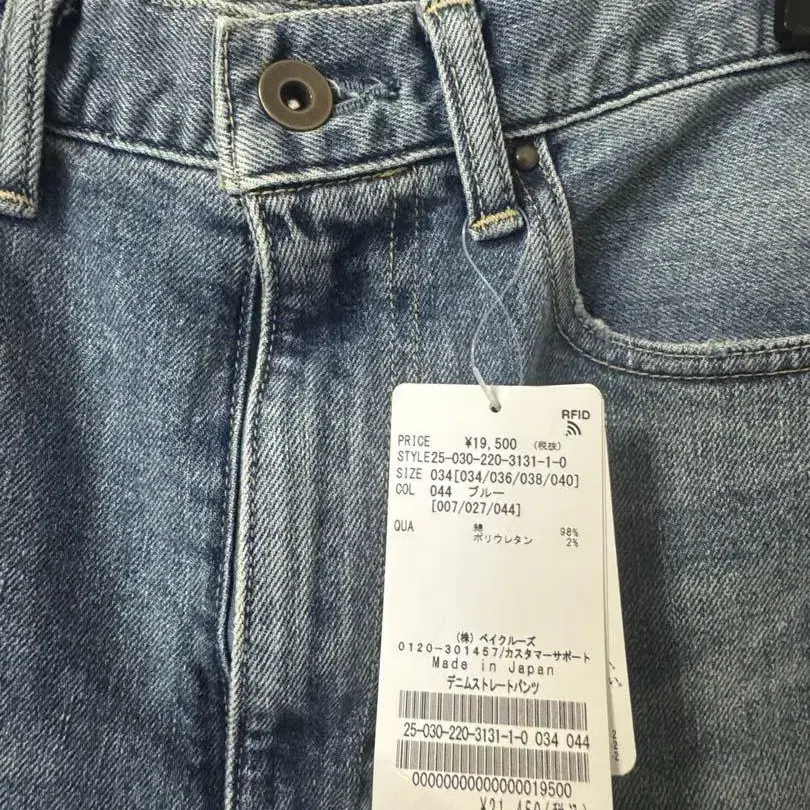 RFID
PRICE ¥19,500 (税抜)
STYLE25-030-220-3131-1-0
SIZE 034[034/036/038/040]
COL 044 ブルー
[007/027/044]
QUA 綿 98%
ポリウレタン 2%
(株) ベイクルーズ
0120-301457/カスタマーサポート
Made in Japan
デニムストレートパンツ
25-030-220-3131-1-0 034 044
00000000000000019500
¥21,450